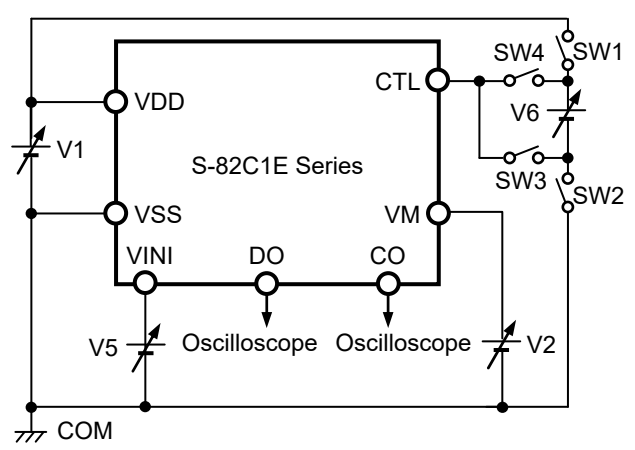 SW4
SW1
CTL
VDD
V6
V1
S-82C1E Series
SW3
SW2
VSS
VM
VINI
DO
CO
V5
Oscilloscope
Oscilloscope
V2
COM